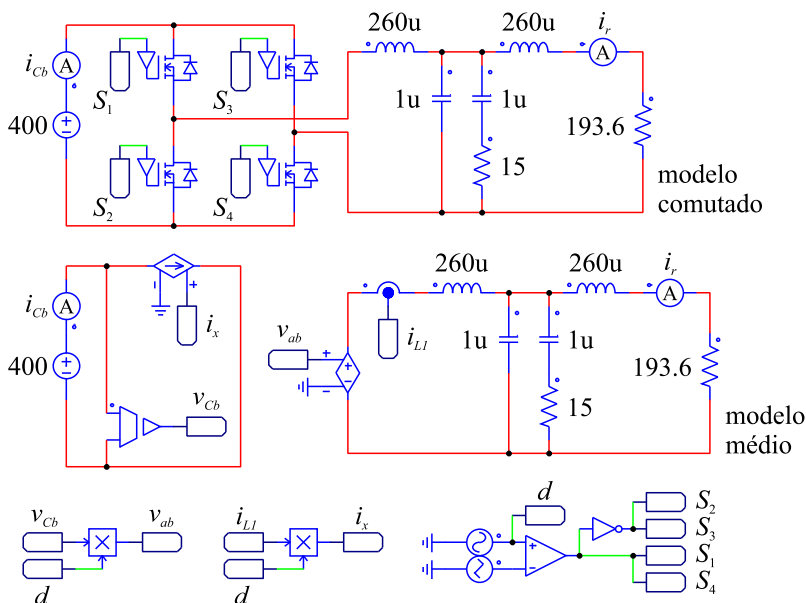 260u
260u
i_r
A
i_Cb
A
S_1
S_3
400
1u
1u
193.6
15
S_2
S_4
modelo
comutado
i_Cb
A
400
i_x
v_Cb
260u
260u
i_r
A
v_ab
i_L1
1u
1u
193.6
15
modelo
médio
v_Cb
v_ab
d
i_L1
i_x
d
d
S_2
S_3
S_1
S_4